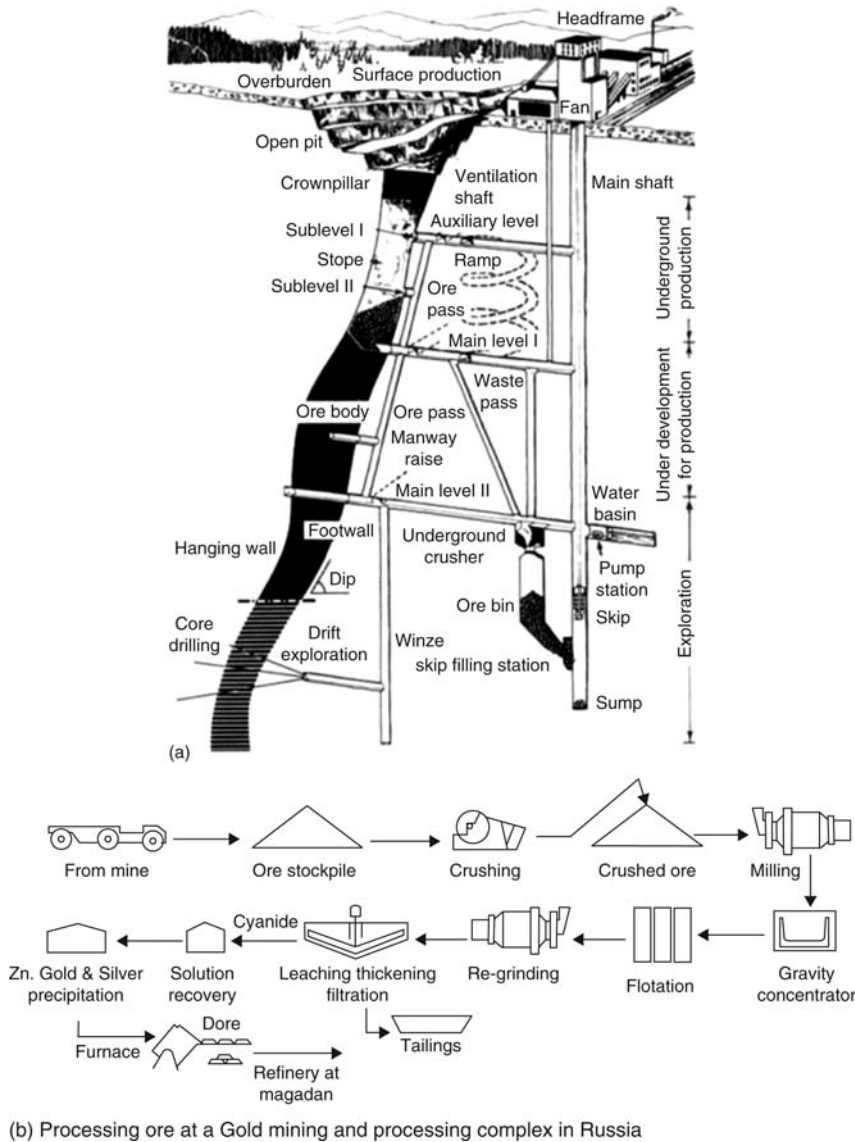 Headframe
Surface production
Overburden
Fan
Open pit
Crownpillar
Ventilation
shaft
Main shaft
Sublevel I
Auxiliary level
Stope
Ramp
Sublevel II
Ore
pass
Underground
production
Main level I
Waste
pass
Ore body
Ore pass
Manway
raise
Under development
for production
Main level II
Water
basin
Footwall
Underground
crusher
Hanging wall
Pump
station
Dip
Ore bin
Skip
Core
drilling
Drift
exploration
Winze
skip filling station
Exploration
Sump
(a)
From mine
Ore stockpile
Crushing
Crushed ore
Milling
Cyanide
Zn. Gold & Silver
precipitation
Solution
recovery
Leaching thickening
filtration
Re-grinding
Flotation
Gravity
concentrator
Furnace
Dore
Refinery at
magadan
Tailings
(b) Processing ore at a Gold mining and processing complex in Russia